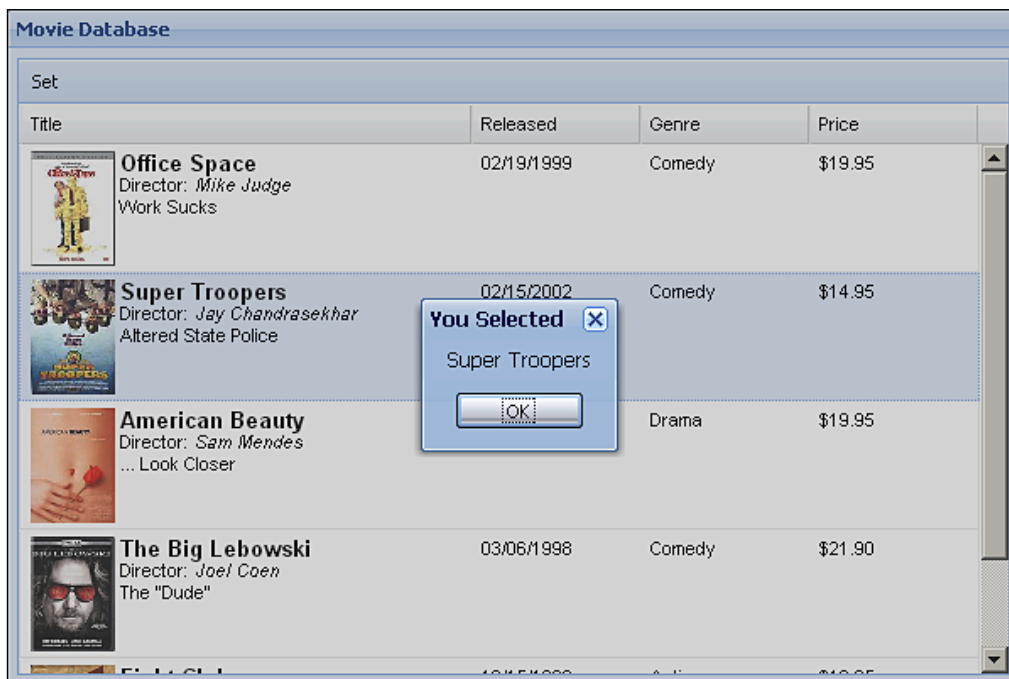 Movie Database
Set
Title Released Genre Price
Office Space 02/19/1999 Comedy $19.95
Director: Mike Judge
Work Sucks
Super Troopers 02/15/2002 Comedy $14.95
Director: Jay Chandrasekhar
Altered State Police
You Selected
Super Troopers
OK
American Beauty Drama $19.95
Director: Sam Mendes
... Look Closer
The Big Lebowski 03/06/1998 Comedy $21.90
Director: Joel Coen
The "Dude"